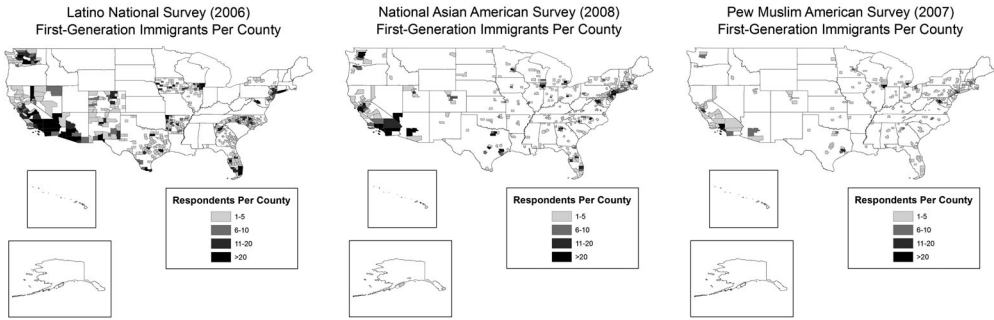 Latino National Survey (2006)
First-Generation Immigrants Per County
Respondents Per County
1-5
6-10
11-20
>20
National Asian American Survey (2008)
First-Generation Immigrants Per County
Respondents Per County
1-5
6-10
11-20
>20
Pew Muslim American Survey (2007)
First-Generation Immigrants Per County
Respondents Per County
1-5
6-10
11-20
>20